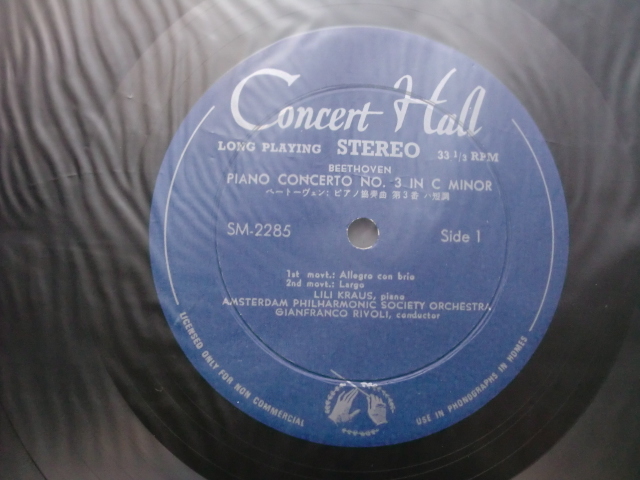 Concert Hall
LONG PLAYING STEREO 33 1/3 RPM
BEETHOVEN
PIANO CONCERTO NO. 3 IN C MINOR
ベートーヴェン: ピアノ協奏曲 第3番 ハ短調
SM-2285 Side 1
1st movt.: Allegro con brio
2nd movt.: Largo
LILI KRAUS, piano
AMSTERDAM PHILHARMONIC SOCIETY ORCHESTRA
GIANFRANCO RIVOLI, conductor
LICENSED ONLY FOR NON COMMERCIAL USE IN PHONOGRAPHS IN HOMES